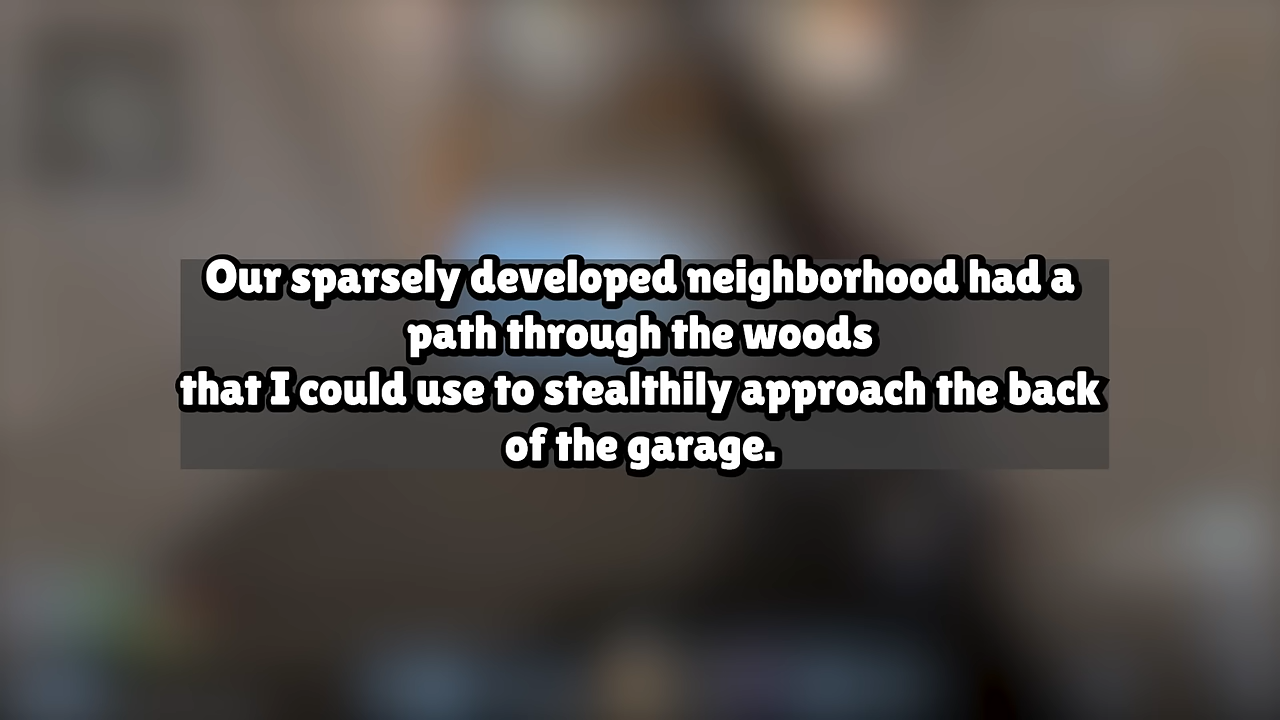 Our sparsely developed neighborhood had a
path through the woods
that I could use to stealthily approach the back
of the garage.